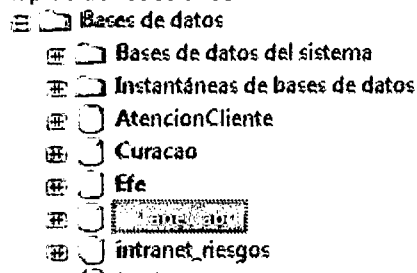 Bases de datos
Bases de datos del sistema
Instantáneas de bases de datos
AtencionCliente
Curacao
Efe
intranet_riesgos